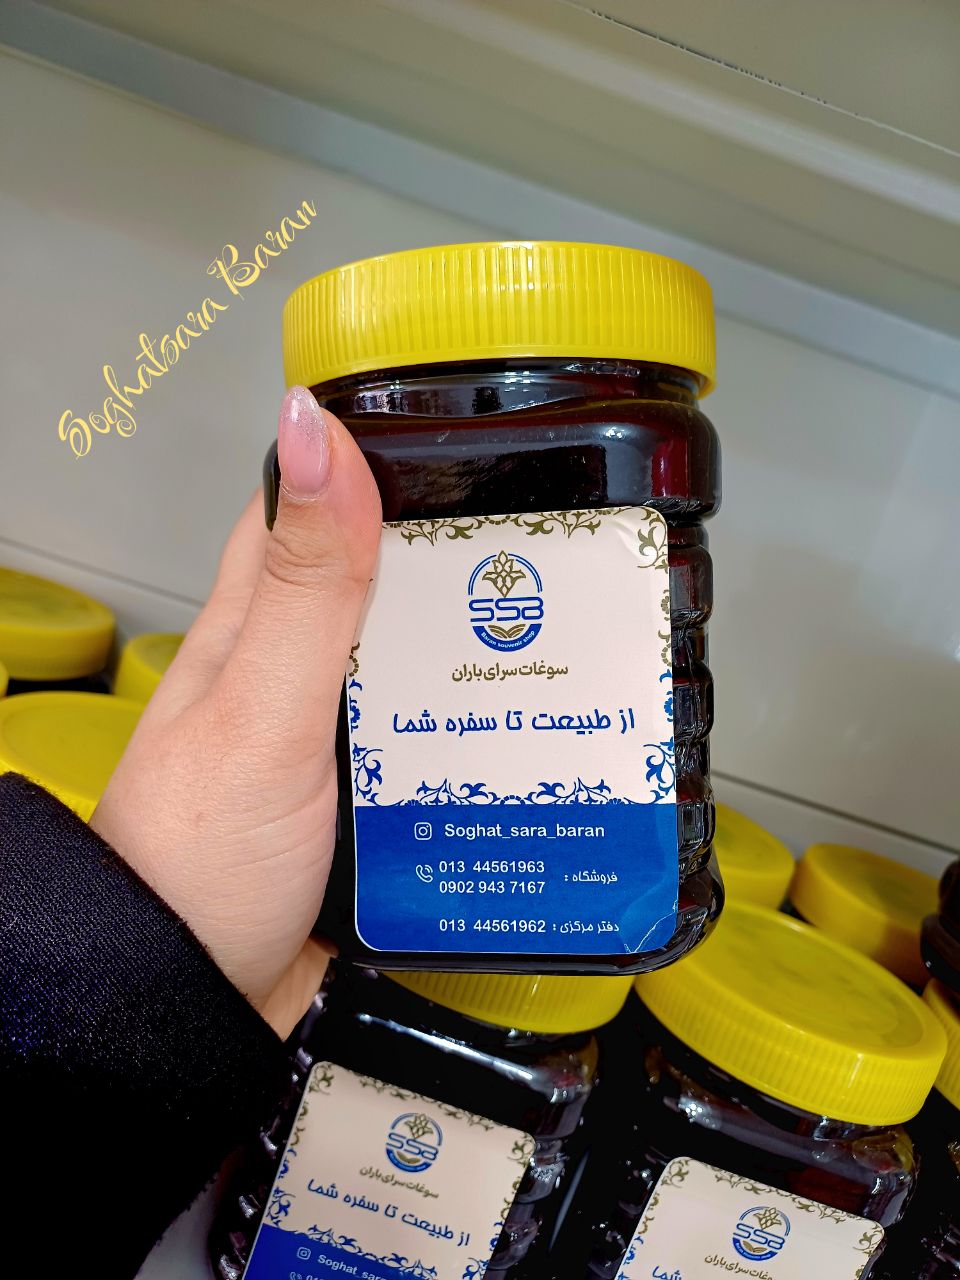 Soghatsara Baran
SSB
Baran souvenir shop
سوغات‌سرای باران
از طبیعت تا سفره شما
Soghat_sara_baran
فروشگاه : 013 44561963
0902 943 7167
دفتر مرکزی : 013 44561962
SSB
سوغات‌سرای باران
از طبیعت تا سفره شما
Soghat_sara
SSB
سوغات‌سرای باران